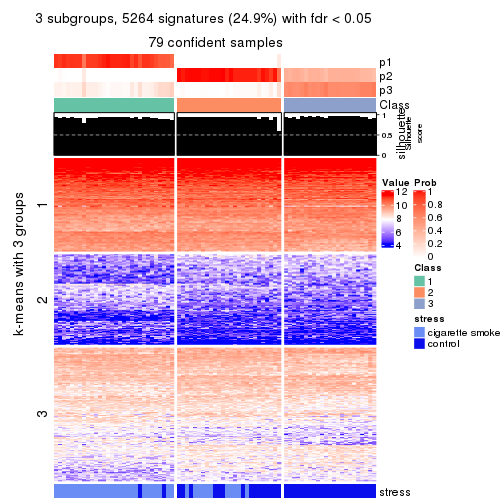 3 subgroups, 5264 signatures (24.9%) with fdr < 0.05
79 confident samples
p1
p2
p3
Class
1
0.5
0
silhouette
Silhouette
score
k-means with 3 groups
1
2
3
Value
12
10
8
6
4
Prob
1
0.8
0.6
0.4
0.2
0
Class
1
2
3
stress
cigarette smoke
control
stress